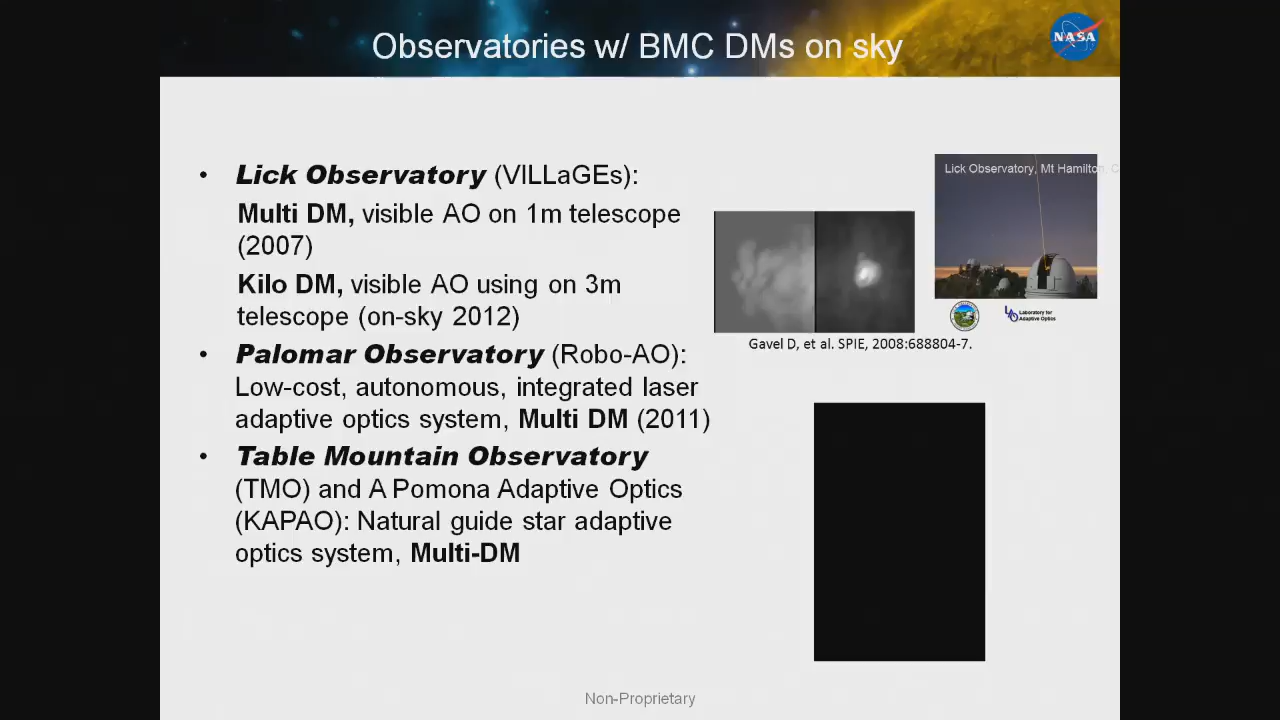 Observatories w/ BMC DMs on sky
NASA
• Lick Observatory (VILLaGEs):
Multi DM, visible AO on 1m telescope
(2007)
Kilo DM, visible AO using on 3m
telescope (on-sky 2012)
• Palomar Observatory (Robo-AO):
Low-cost, autonomous, integrated laser
adaptive optics system, Multi DM (2011)
• Table Mountain Observatory
(TMO) and A Pomona Adaptive Optics
(KAPAO): Natural guide star adaptive
optics system, Multi-DM
Lick Observatory, Mt Hamilton, C
Laboratory for
Adaptive Optics
Gavel D, et al. SPIE, 2008:688804-7.
Non-Proprietary